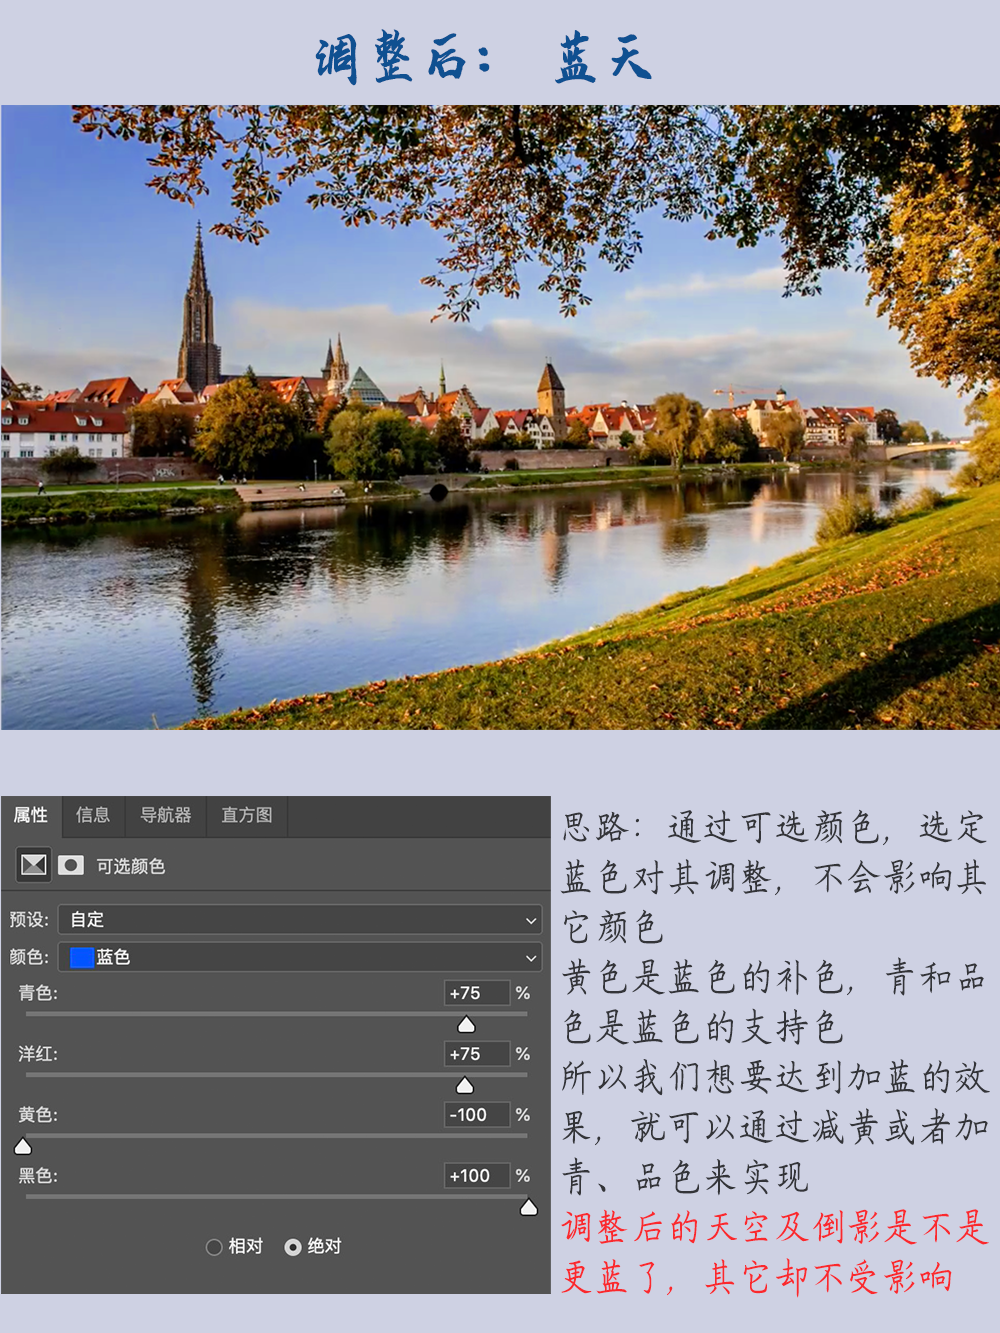 调整后： 蓝天
属性 信息 导航器 直方图
可选颜色
预设: 自定
颜色: 蓝色
青色: +75 %
洋红: +75 %
黄色: -100 %
黑色: +100 %
相对 绝对
思路：通过可选颜色，选定
蓝色对其调整，不会影响其
它颜色
黄色是蓝色的补色，青和品
色是蓝色的支持色
所以我们想要达到加蓝的效
果，就可以通过减黄或者加
青、品色来实现
调整后的天空及倒影是不是
更蓝了，其它却不受影响